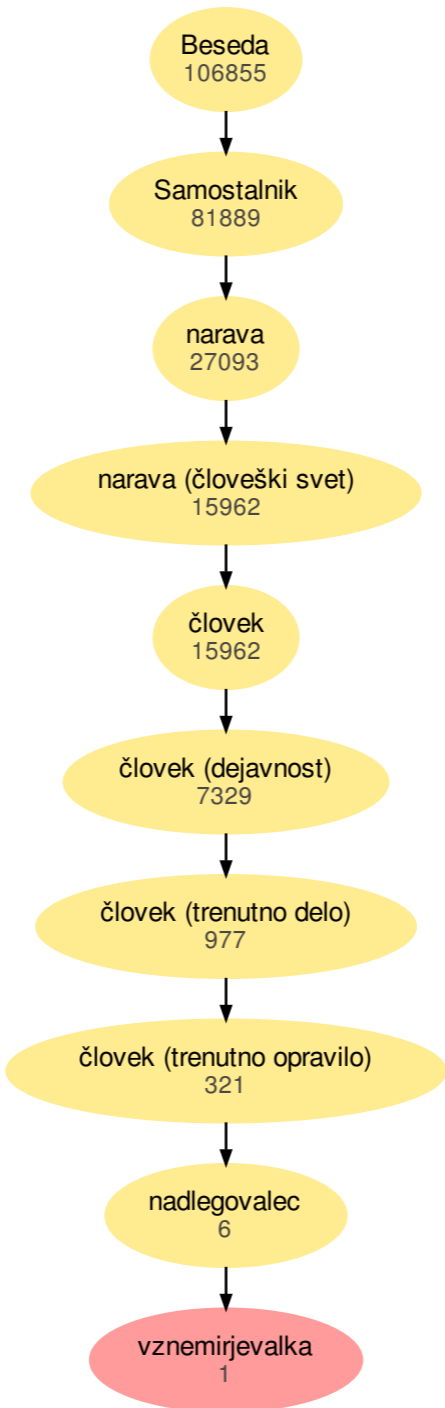 Beseda
106855
Samostalnik
81889
narava
27093
narava (človeški svet)
15962
človek
15962
človek (dejavnost)
7329
človek (trenutno delo)
977
človek (trenutno opravilo)
321
nadlegovalec
6
vznemirjevalka
1